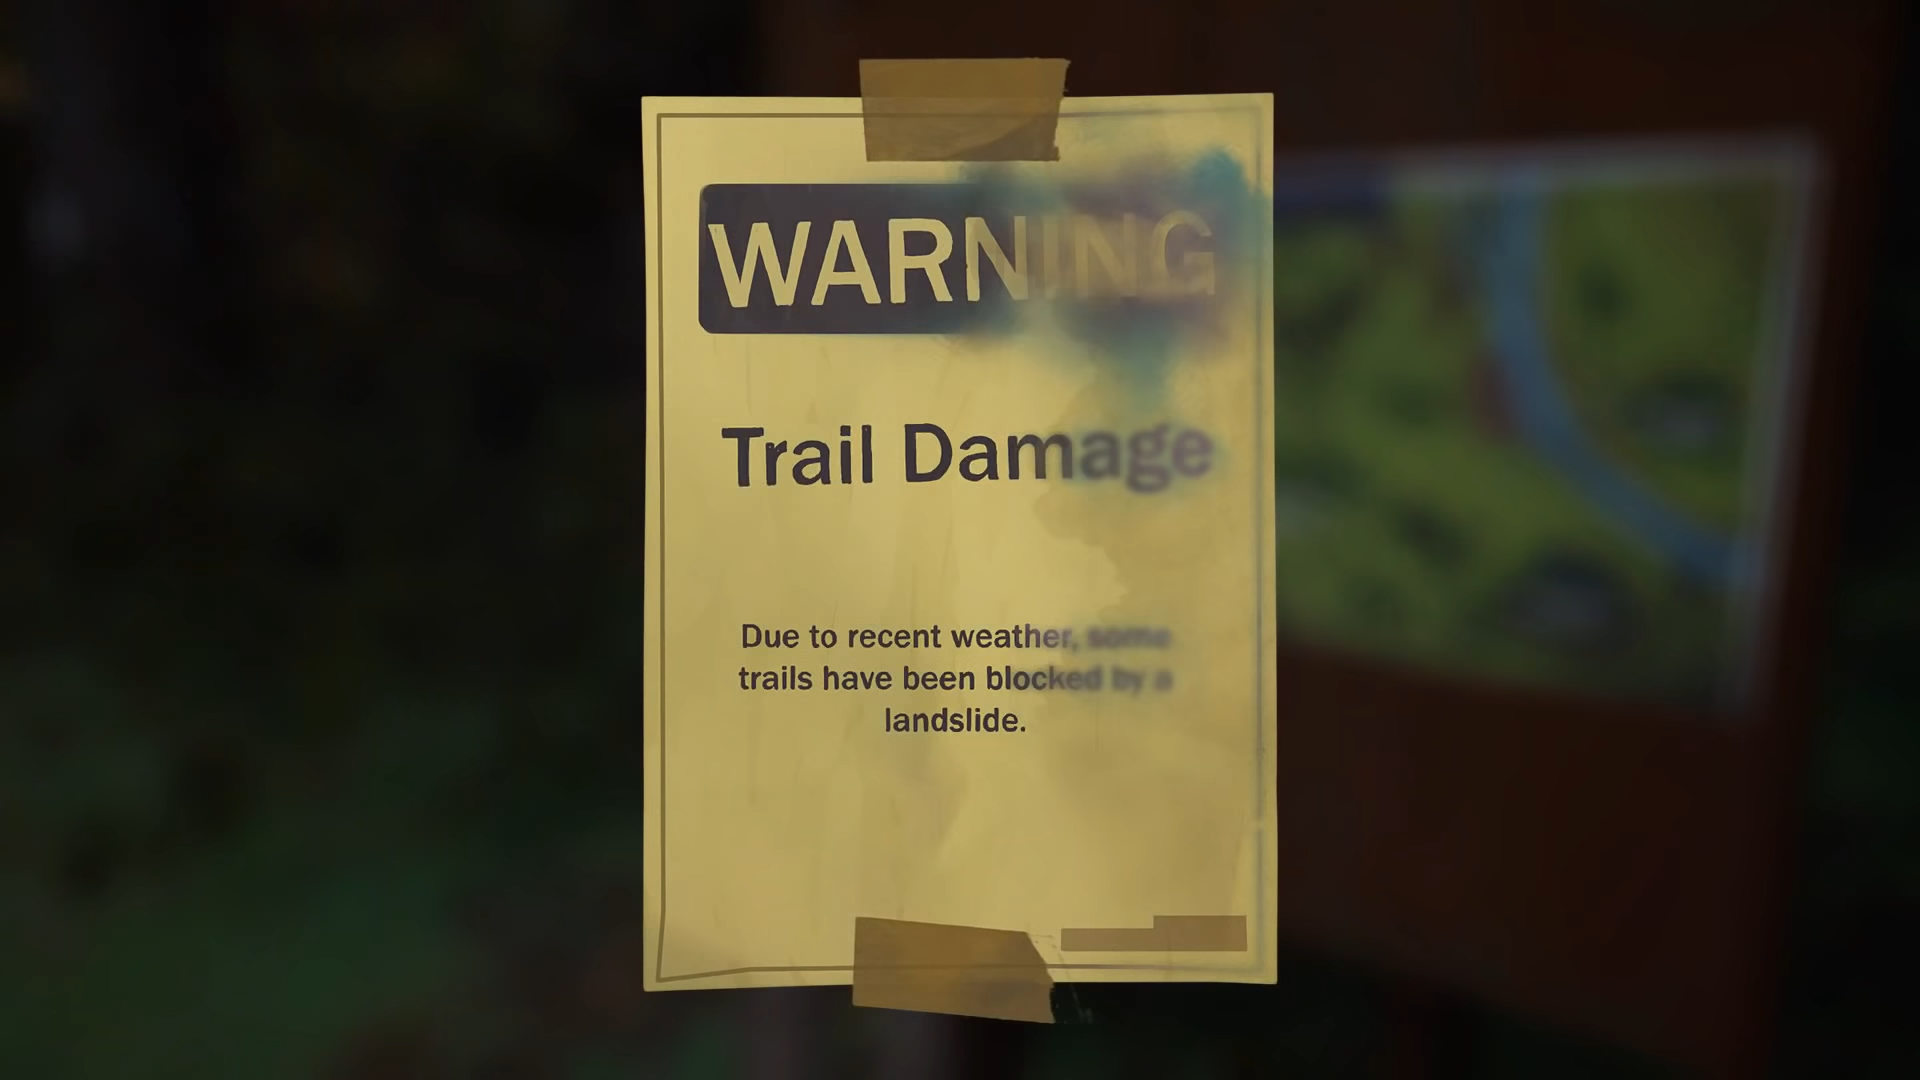 WARNING
Trail Damage
Due to recent weather, some
trails have been blocked by a
landslide.